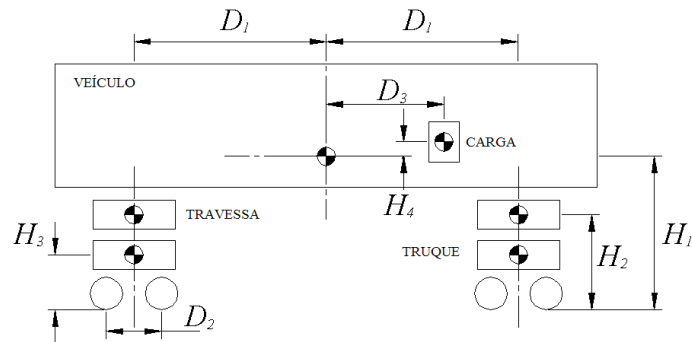 D₁ D₁
VEÍCULO
D₃
CARGA
H₄
TRAVESSA
H₃
TRUQUE
H₂
H₁
D₂